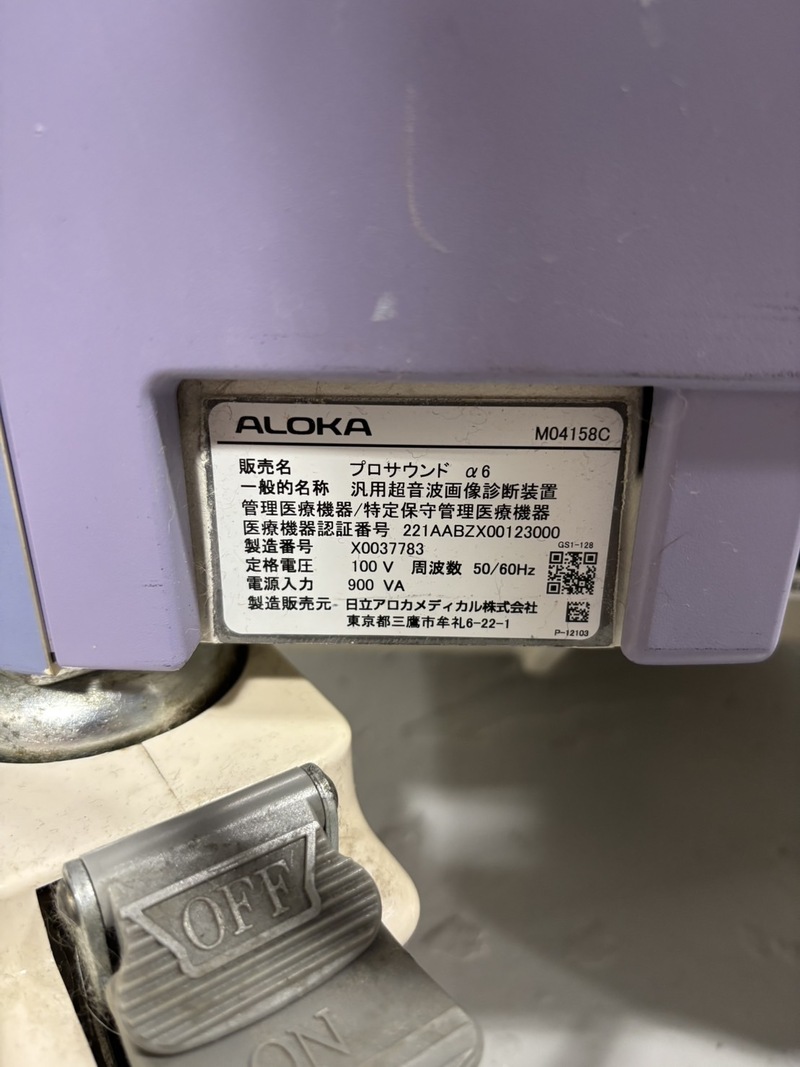 ALOKA
M04158C
販売名 プロサウンド α6
一般的名称 汎用超音波画像診断装置
管理医療機器/特定保守管理医療機器
医療機器認証番号 221AABZX00123000
製造番号 X0037783
定格電圧 100 V 周波数 50/60Hz
電源入力 900 VA
製造販売元 日立アロカメディカル株式会社
東京都三鷹市牟礼6-22-1
GS1-128
P-12103
OFF
ON